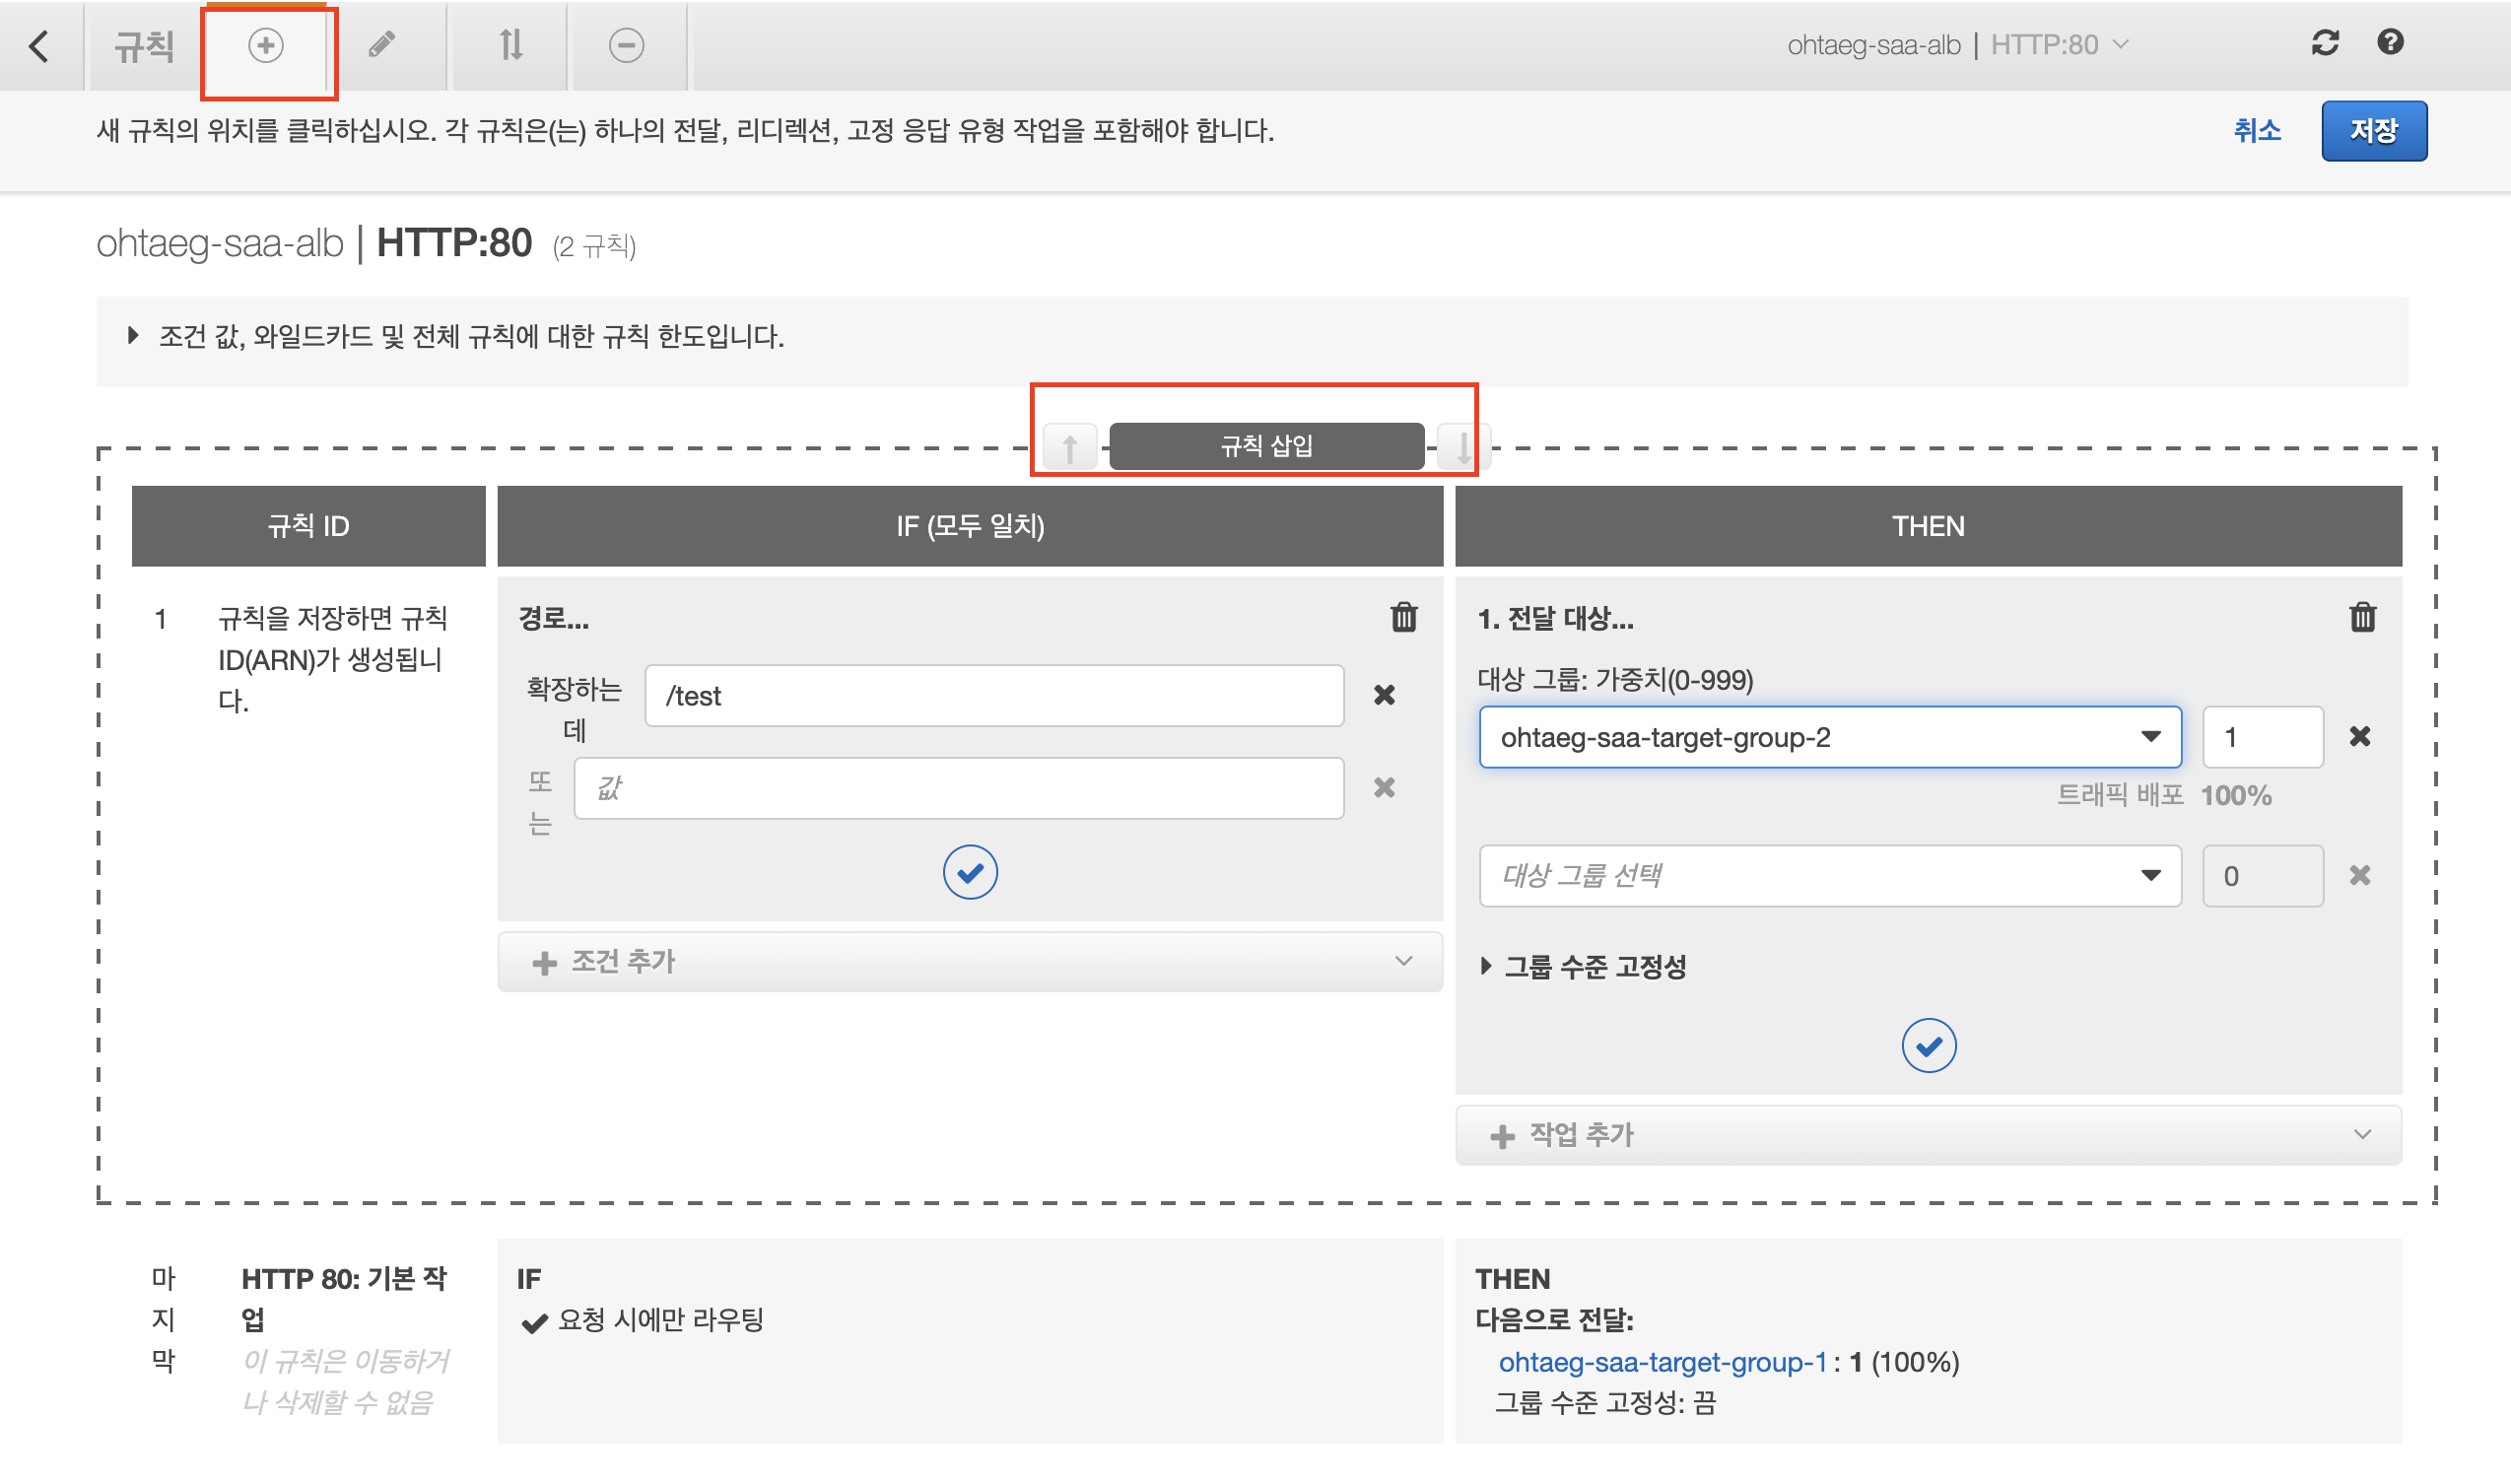 규칙
ohtaeg-saa-alb | HTTP:80
새 규칙의 위치를 클릭하십시오. 각 규칙은(는) 하나의 전달, 리디렉션, 고정 응답 유형 작업을 포함해야 합니다.
취소
저장
ohtaeg-saa-alb | HTTP:80 (2 규칙)
조건 값, 와일드카드 및 전체 규칙에 대한 규칙 한도입니다.
규칙 삽입
규칙 ID
IF (모두 일치)
THEN
1
규칙을 저장하면 규칙
ID(ARN)가 생성됩니
다.
경로...
확장하는
데
/test
또
는
값
조건 추가
1. 전달 대상...
대상 그룹: 가중치(0-999)
ohtaeg-saa-target-group-2
1
트래픽 배포 100%
대상 그룹 선택
0
그룹 수준 고정성
작업 추가
마
지
막
HTTP 80: 기본 작
업
이 규칙은 이동하거
나 삭제할 수 없음
IF
요청 시에만 라우팅
THEN
다음으로 전달:
ohtaeg-saa-target-group-1 : 1 (100%)
그룹 수준 고정성: 끔